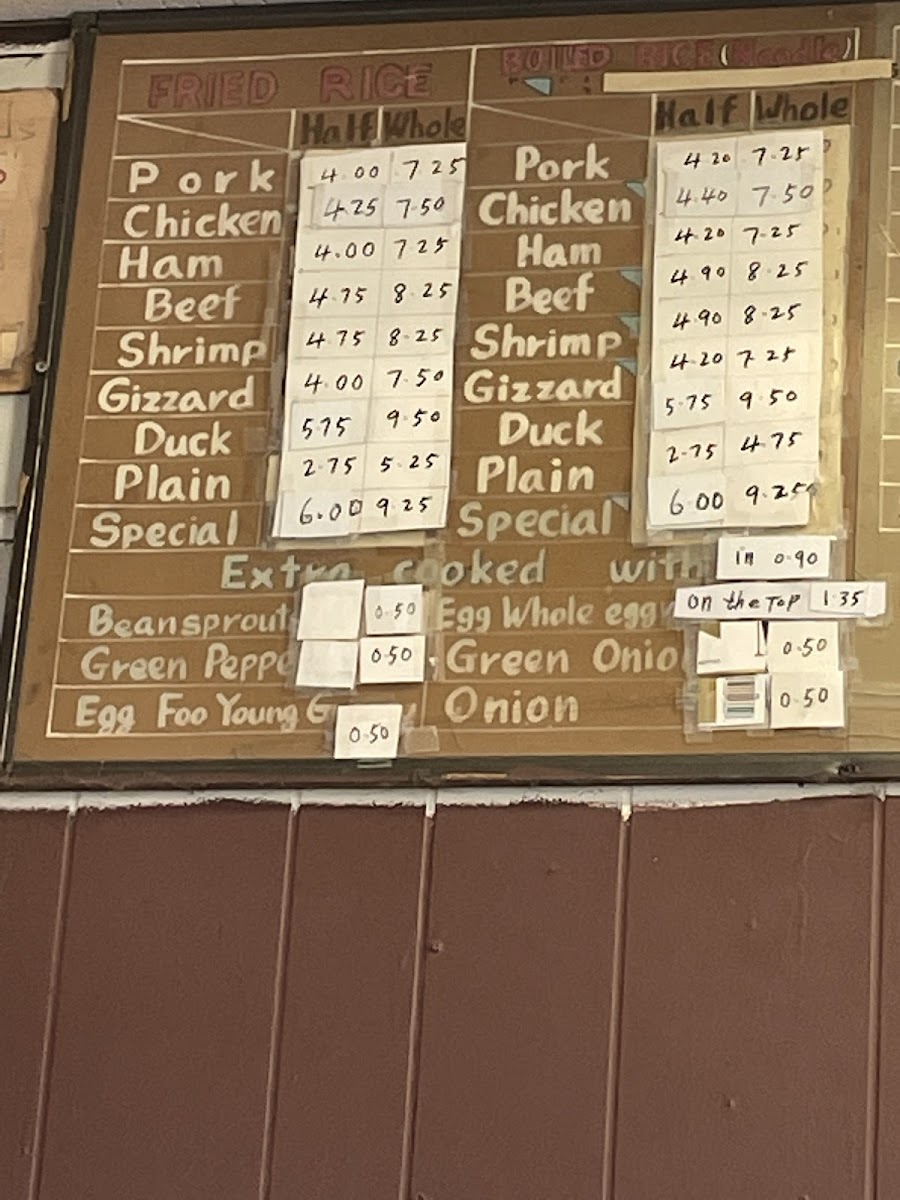 FRIED RICE
Half Whole
Pork 4.00 7.25
Chicken 4.25 7.50
Ham 4.00 7.25
Beef 4.75 8.25
Shrimp 4.75 8.25
Gizzard 4.00 7.50
Duck 5.75 9.50
Plain 2.75 5.25
Special 6.00 9.25
BOILED RICE (Noodle)
Half Whole
Pork 4.20 7.25
Chicken 4.40 7.50
Ham 4.20 7.25
Beef 4.90 8.25
Shrimp 4.90 8.25
Gizzard 4.20 7.25
Duck 5.75 9.50
Plain 2.75 4.75
Special 6.00 9.25
Extra cooked with
Beansprout 0.50
Green Peppe 0.50
Egg Foo Young G 0.50
in 0.90
Egg Whole egg on the Top 1.35
Green Onio 0.50
Onion 0.50